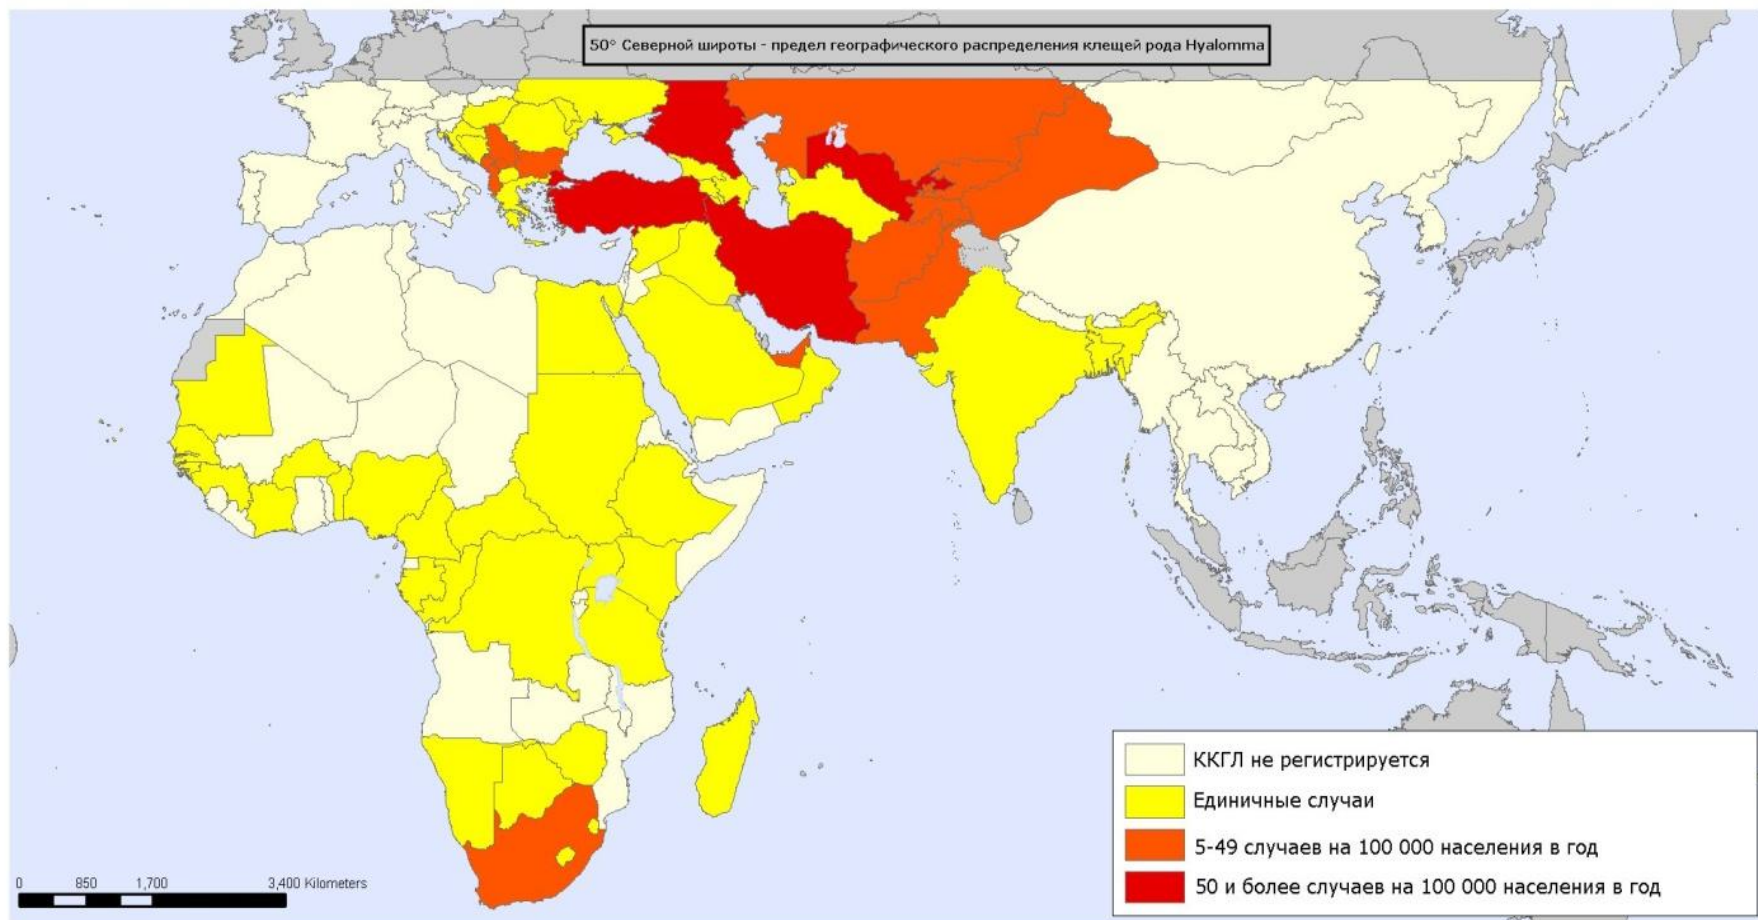 50° Северной широты - предел географического распределения клещей рода Hyalomma
ККГЛ не регистрируется
Единичные случаи
5-49 случаев на 100 000 населения в год
50 и более случаев на 100 000 населения в год
0 850 1,700 3,400 Kilometers